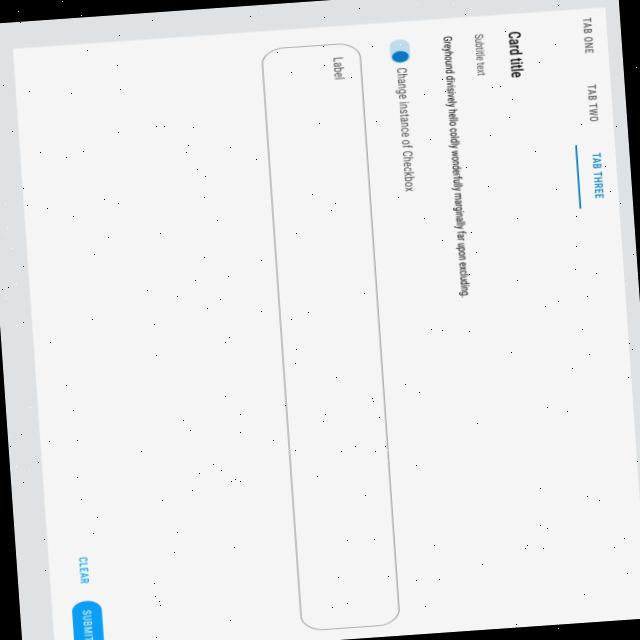 TAB ONE
TAB TWO
TAB THREE
Card title
Subtitle text
Greyhound divisively hello coldly wonderfully marginally far upon excluding.
Change instance of Checkbox
Label
CLEAR
SUBMIT